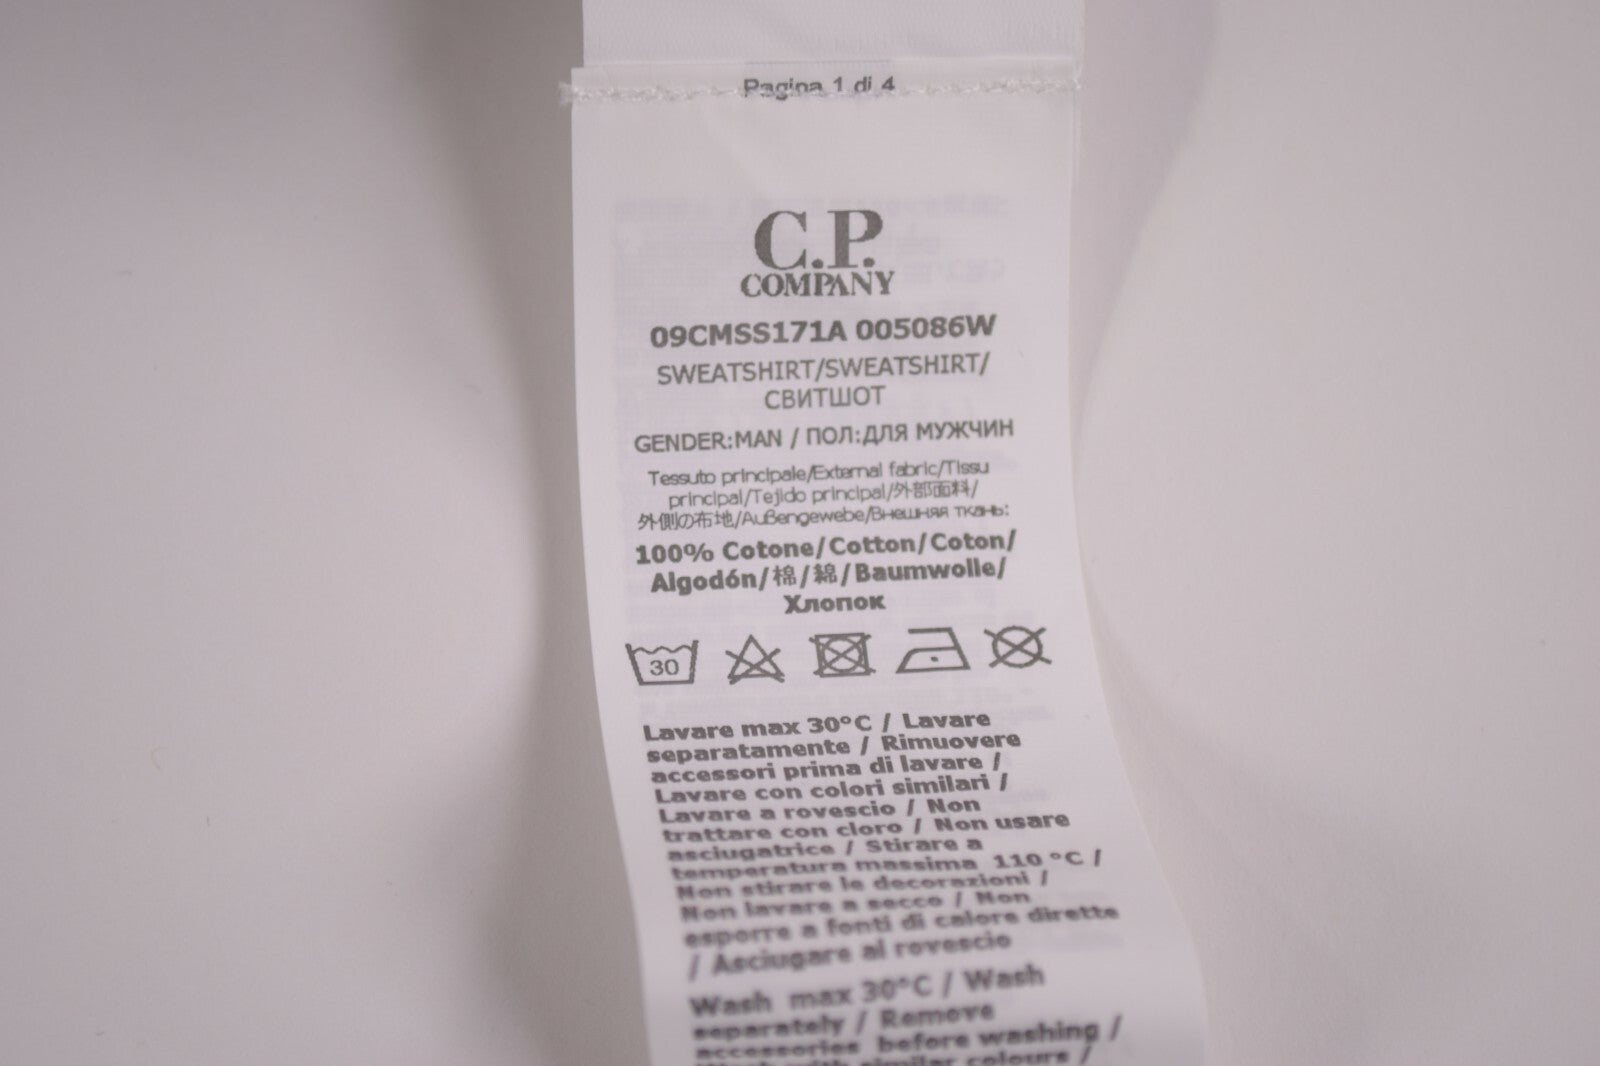 Pagina 1 di 4
C.P.
COMPANY
09CMSS171A 005086W
SWEATSHIRT/SWEATSHIRT/
СВИТШОТ
GENDER:MAN / ПОЛ:ДЛЯ МУЖЧИН
Tessuto principale/External fabric/Tissu
principal/Tejido principal/外部面料/
外側の布地/Außengewebe/Внешняя ткань:
100% Cotone/Cotton/Coton/
Algodón/棉/綿/Baumwolle/
Хлопок
30
Lavare max 30°C / Lavare
separatamente / Rimuovere
accessori prima di lavare /
Lavare con colori similari /
Lavare a rovescio / Non
trattare con cloro / Non usare
asciugatrice / Stirare a
temperatura massima 110 °C /
Non stirare le decorazioni /
Non lavare a secco / Non
esporre a fonti di calore dirette
/ Asciugare al rovescio
Wash max 30°C / Wash
separately / Remove
accessories before washing /
Wash with similar colours /